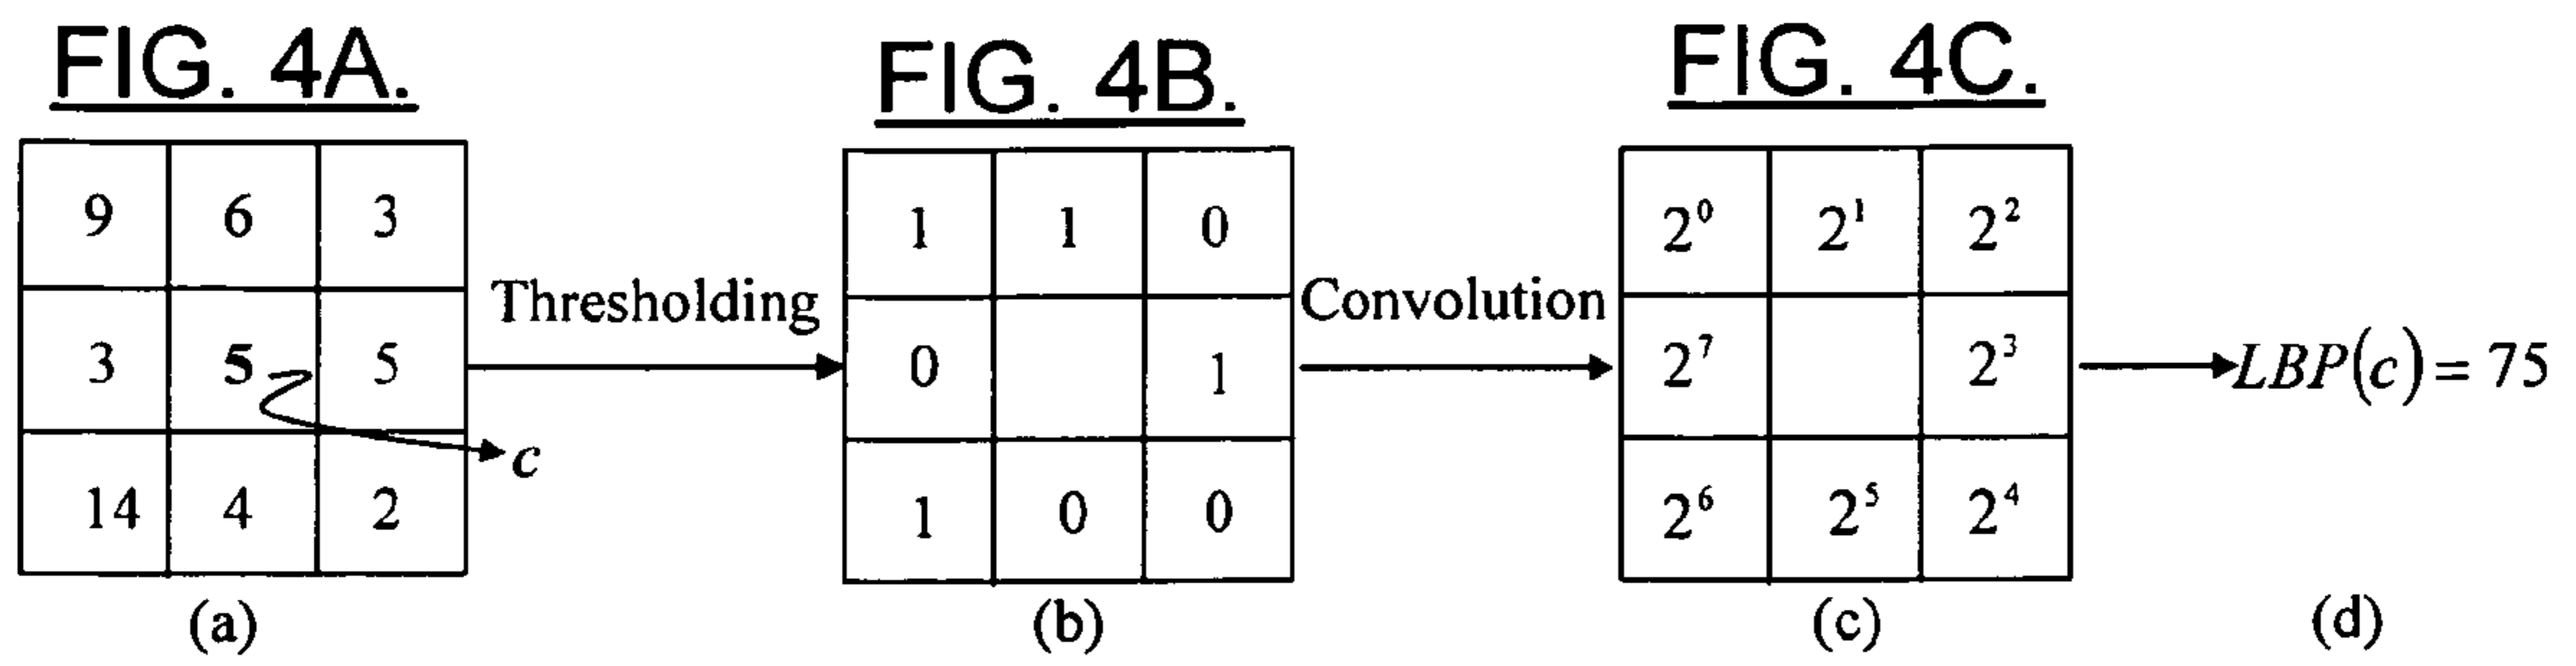 FIG. 4A.
FIG. 4B.
FIG. 4C.
9 6 3
3 5 5
14 4 2
c
(a)
Thresholding
1 1 0
0 1
1 0 0
(b)
Convolution
2⁰ 2¹ 2²
2⁷ 2³
2⁶ 2⁵ 2⁴
(c)
LBP(c) = 75
(d)